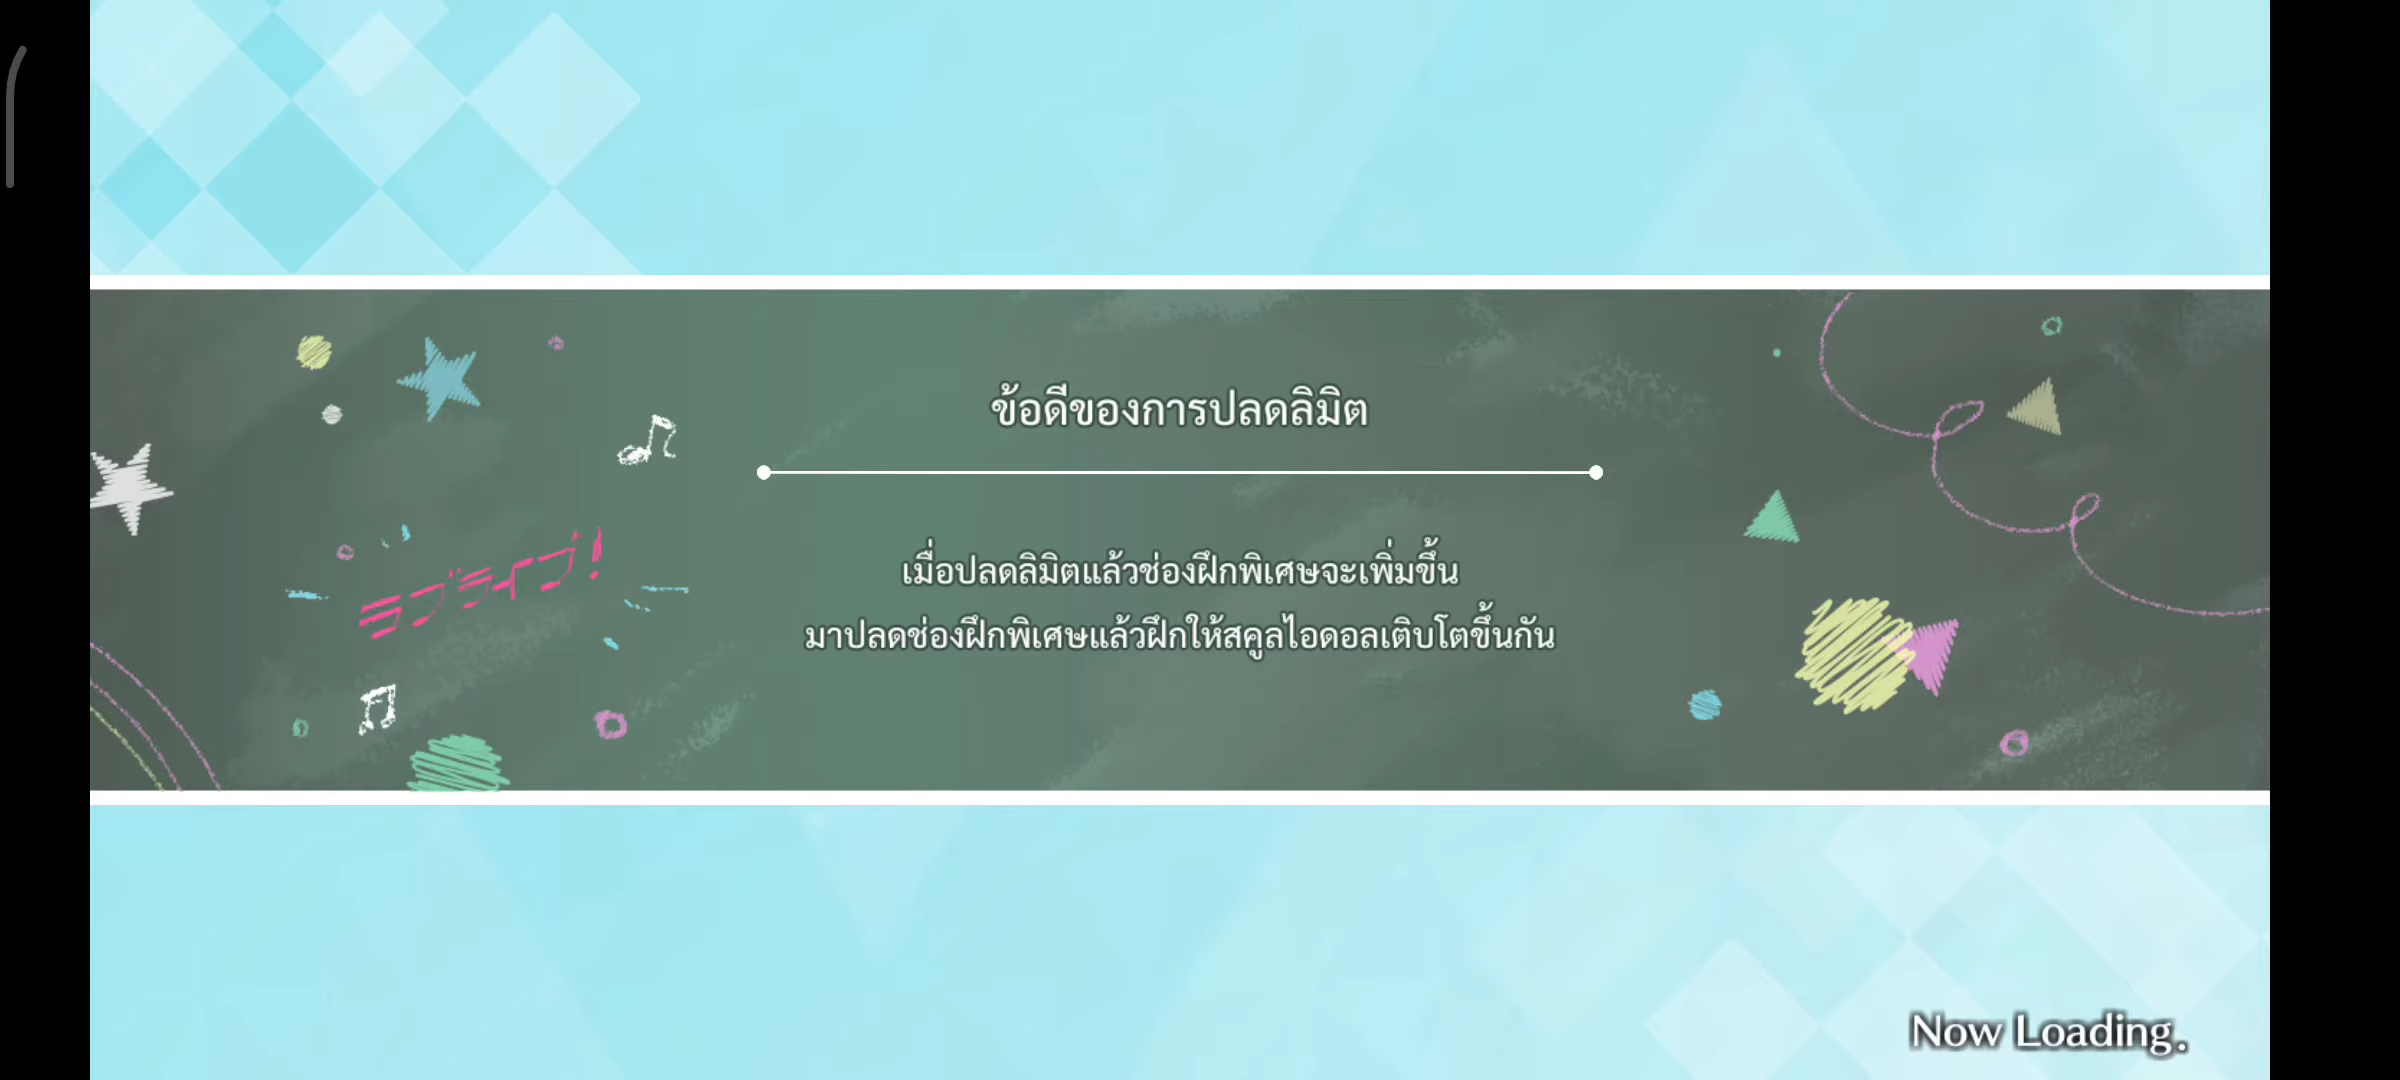 ข้อดีของการปลดลิมิต
เมื่อปลดลิมิตแล้วช่องฝึกพิเศษจะเพิ่มขึ้น
มาปลดช่องฝึกพิเศษแล้วฝึกให้สคูลไอดอลเติบโตขึ้นกัน
ラブライブ!
Now Loading.